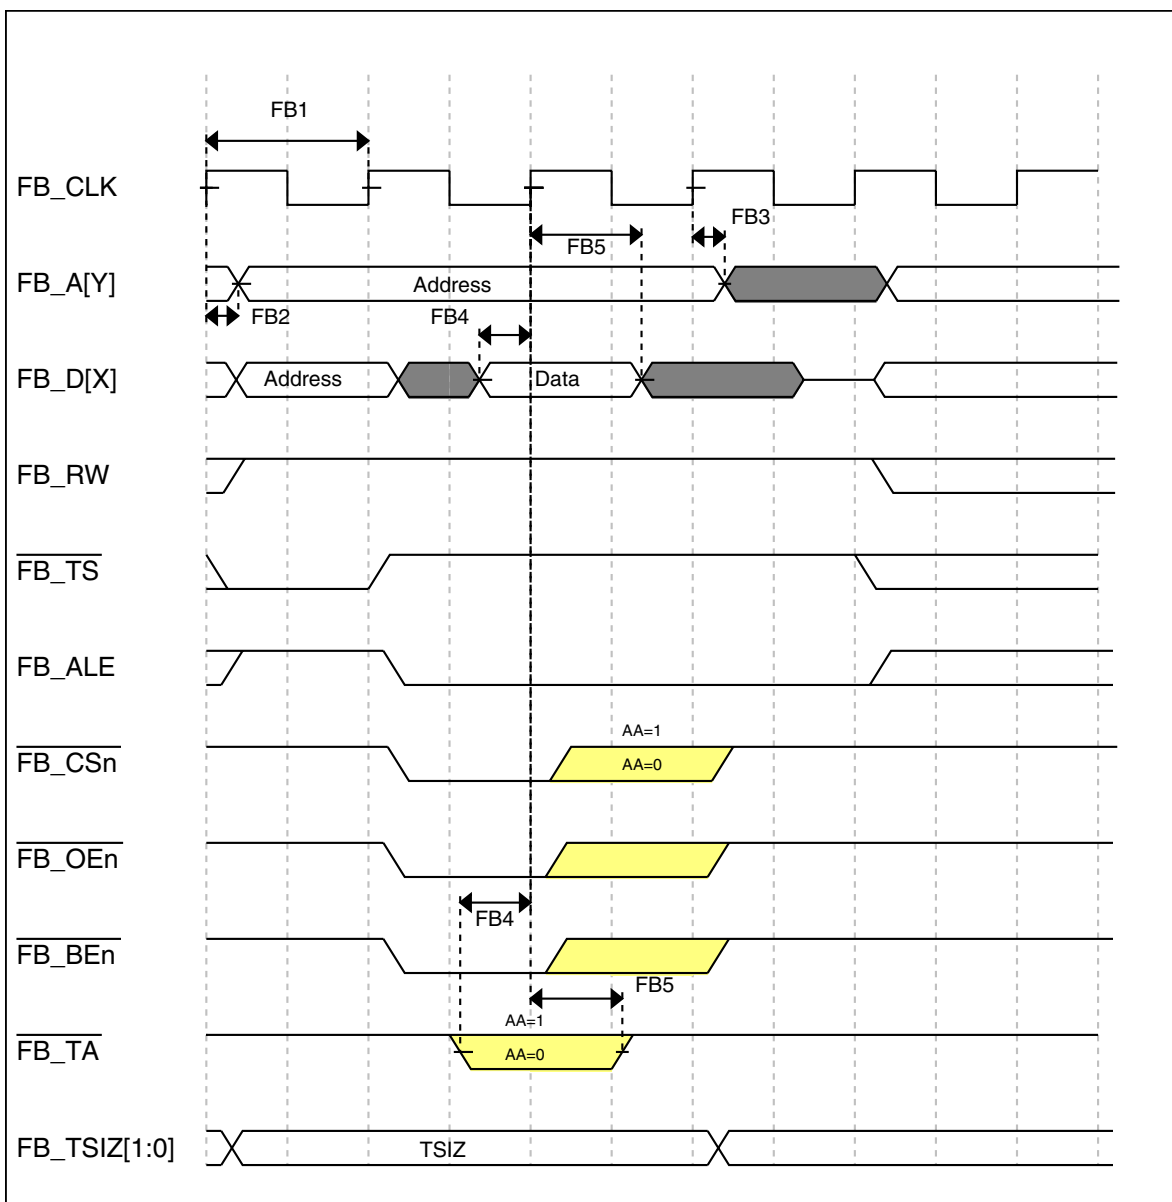 FB1
FB_CLK
FB3
FB5
FB_A[Y]
Address
FB2
FB4
FB_D[X]
Address
Data
FB_RW
FB_TS
FB_ALE
AA=1
FB_CSn
AA=0
FB_OEn
FB4
FB_BEn
FB5
AA=1
FB_TA
AA=0
FB_TSIZ[1:0]
TSIZ